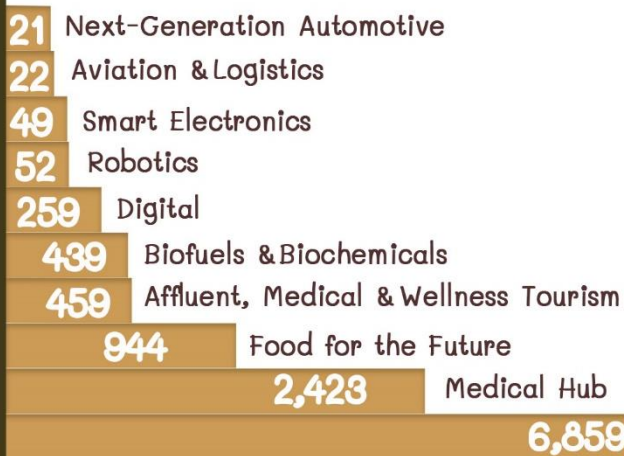 21 Next-Generation Automotive
22 Aviation & Logistics
49 Smart Electronics
52 Robotics
259 Digital
439 Biofuels & Biochemicals
459 Affluent, Medical & Wellness Tourism
944 Food for the Future
2,423 Medical Hub
6,859